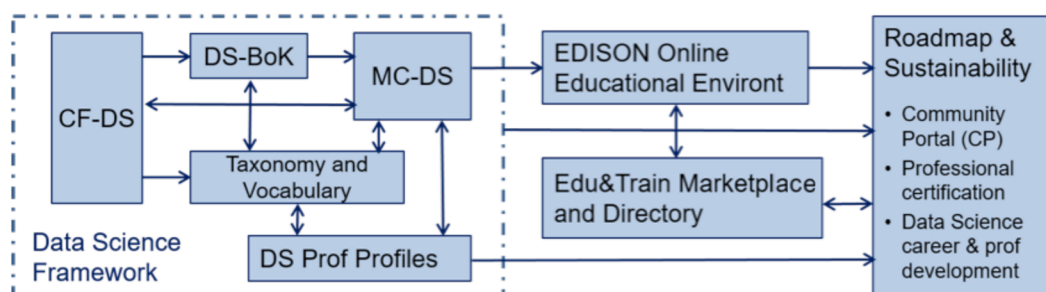 CF-DS
DS-BoK
MC-DS
Taxonomy and
Vocabulary
DS Prof Profiles
Data Science
Framework
EDISON Online
Educational Environt
Edu&Train Marketplace
and Directory
Roadmap &
Sustainability
• Community
Portal (CP)
• Professional
certification
• Data Science
career & prof
development